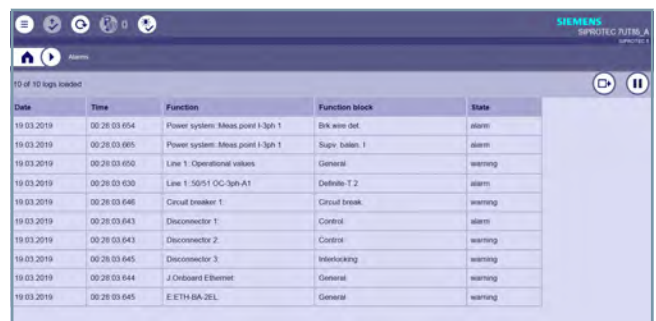 0
SIEMENS
SIPROTEC 7UT85_A
SIPROTEC 5
Alarms
10 of 10 logs loaded
Date Time Function Function block State
19.03.2019 00:28:03:654 Power system: Meas.point I-3ph 1 Brk.wire det. alarm
19.03.2019 00:28:03:665 Power system: Meas.point I-3ph 1 Supv. balan. I alarm
19.03.2019 00:28:03:650 Line 1: Operational values General warning
19.03.2019 00:28:03:630 Line 1: 50/51 OC-3ph-A1 Definite-T 2 alarm
19.03.2019 00:28:03:646 Circuit breaker 1: Circuit break. warning
19.03.2019 00:28:03:643 Disconnector 1: Control alarm
19.03.2019 00:28:03:643 Disconnector 2: Control warning
19.03.2019 00:28:03:645 Disconnector 3: Interlocking warning
19.03.2019 00:28:03:644 J:Onboard Ethernet General warning
19.03.2019 00:28:03:645 E:ETH-BA-2EL General warning